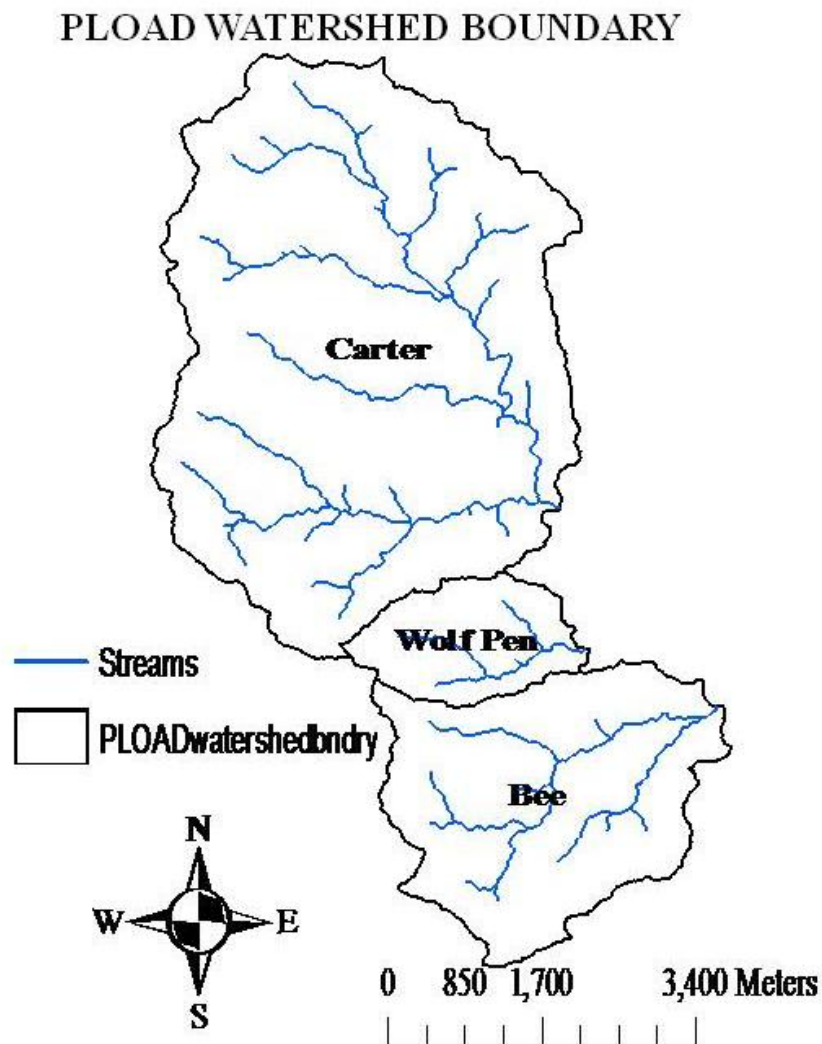 PLOAD WATERSHED BOUNDARY
Carter
Wolf Pen
Streams
PLOADwatershedbndry
Bee
N
W E
S
0 850 1,700 3,400 Meters